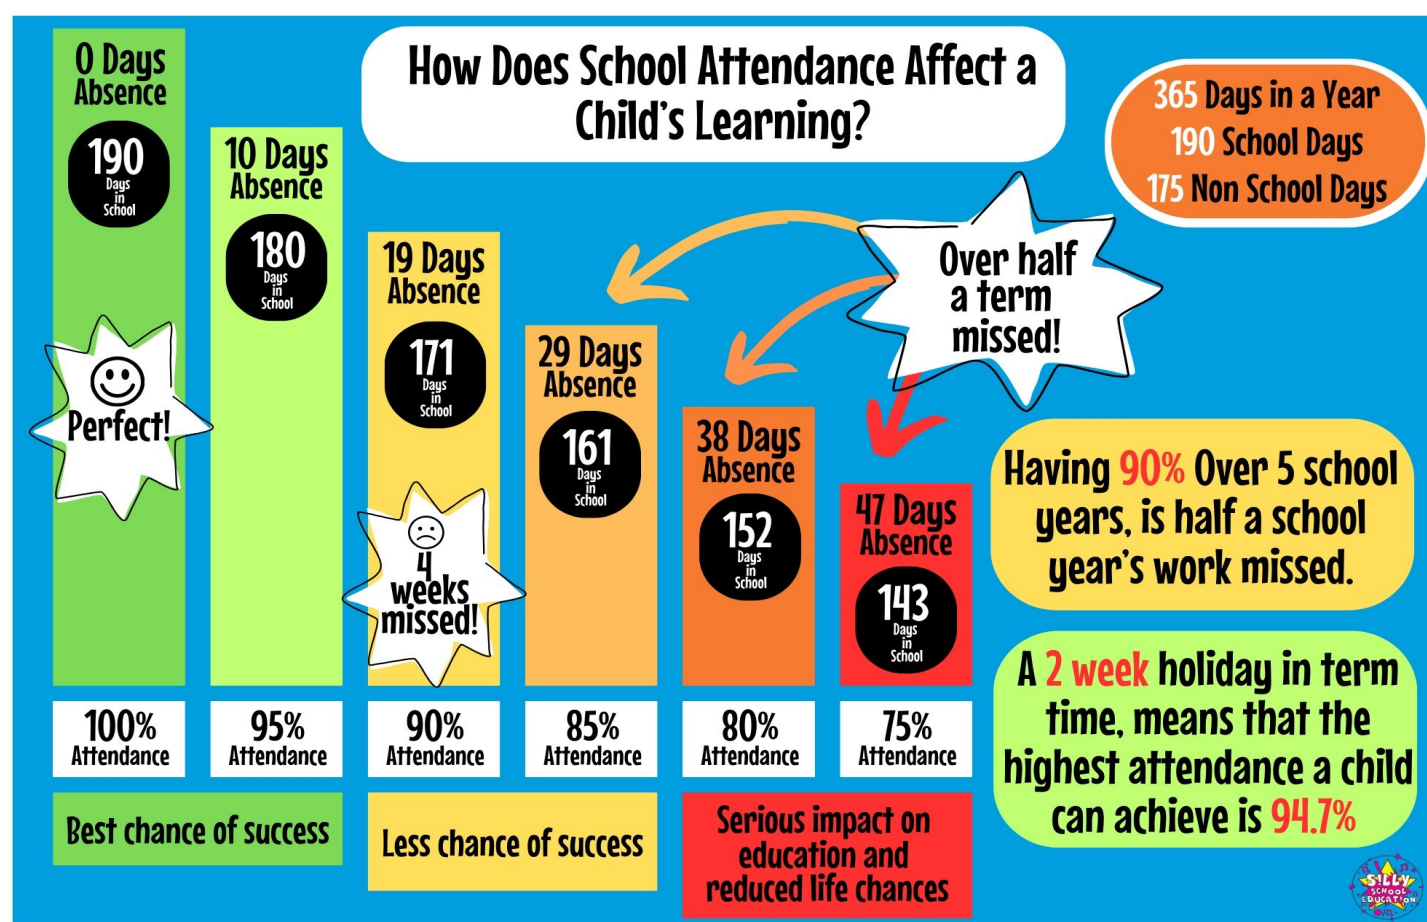 How Does School Attendance Affect a
Child's Learning?
365 Days in a Year
190 School Days
175 Non School Days
0 Days
Absence
190
Days
in
School
Perfect!
100%
Attendance
10 Days
Absence
180
Days
in
School
95%
Attendance
Best chance of success
19 Days
Absence
171
Days
in
School
4
weeks
missed!
90%
Attendance
29 Days
Absence
161
Days
in
School
85%
Attendance
Less chance of success
38 Days
Absence
152
Days
in
School
80%
Attendance
47 Days
Absence
143
Days
in
School
75%
Attendance
Serious impact on
education and
reduced life chances
Over half
a term
missed!
Having 90% Over 5 school
years, is half a school
year's work missed.
A 2 week holiday in term
time, means that the
highest attendance a child
can achieve is 94.7%
S!LLY
SCHOOL
EDUCAT!ON